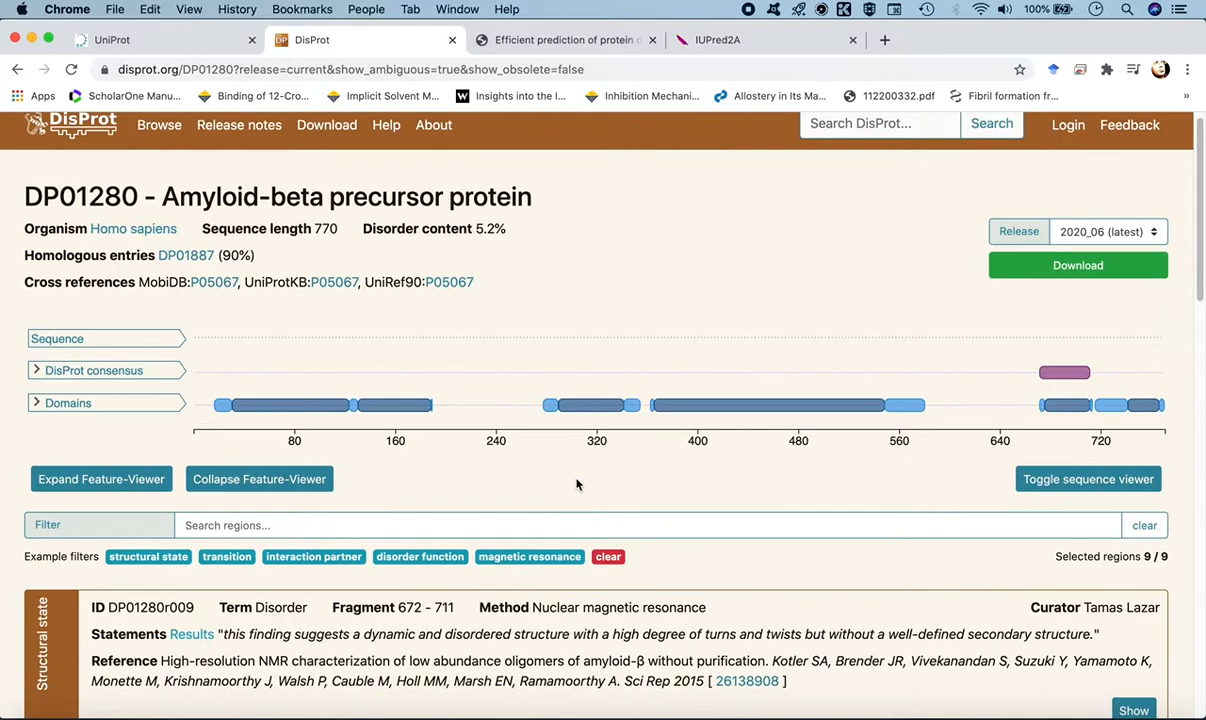 Chrome File Edit View History Bookmarks People Tab Window Help 100%
UniProt DisProt Efficient prediction of protein d IUPred2A
disprot.org/DP01280?release=current&show_ambiguous=true&show_obsolete=false
Apps ScholarOne Manu... Binding of 12-Cro... Implicit Solvent M... Insights into the I... Inhibition Mechani... Allostery in Its Ma... 112200332.pdf Fibril formation fr... »
DisProt Browse Release notes Download Help About Search DisProt... Search Login Feedback
DP01280 - Amyloid-beta precursor protein
Organism Homo sapiens Sequence length 770 Disorder content 5.2%
Release 2020_06 (latest)
Homologous entries DP01887 (90%)
Download
Cross references MobiDB:P05067, UniProtKB:P05067, UniRef90:P05067
Sequence
DisProt consensus
Domains
80 160 240 320 400 480 560 640 720
Expand Feature-Viewer Collapse Feature-Viewer Toggle sequence viewer
Filter Search regions... clear
Example filters structural state transition interaction partner disorder function magnetic resonance clear Selected regions 9 / 9
Structural state
ID DP01280r009 Term Disorder Fragment 672 - 711 Method Nuclear magnetic resonance Curator Tamas Lazar
Statements Results "this finding suggests a dynamic and disordered structure with a high degree of turns and twists but without a well-defined secondary structure."
Reference High-resolution NMR characterization of low abundance oligomers of amyloid-β without purification. Kotler SA, Brender JR, Vivekanandan S, Suzuki Y, Yamamoto K,
Monette M, Krishnamoorthy J, Walsh P, Cauble M, Holl MM, Marsh EN, Ramamoorthy A. Sci Rep 2015 [ 26138908 ]
Show